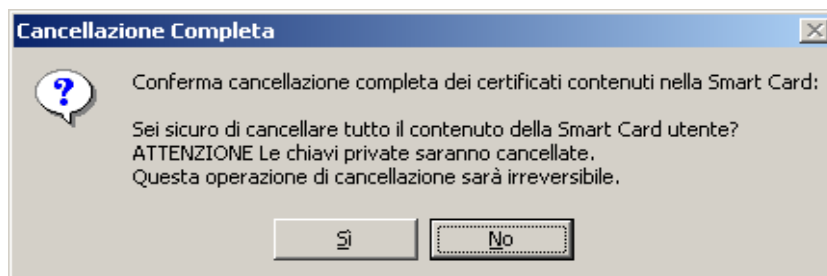 Cancellazione Completa
Conferma cancellazione completa dei certificati contenuti nella Smart Card:
Sei sicuro di cancellare tutto il contenuto della Smart Card utente?
ATTENZIONE Le chiavi private saranno cancellate.
Questa operazione di cancellazione sarà irreversibile.
Sì No